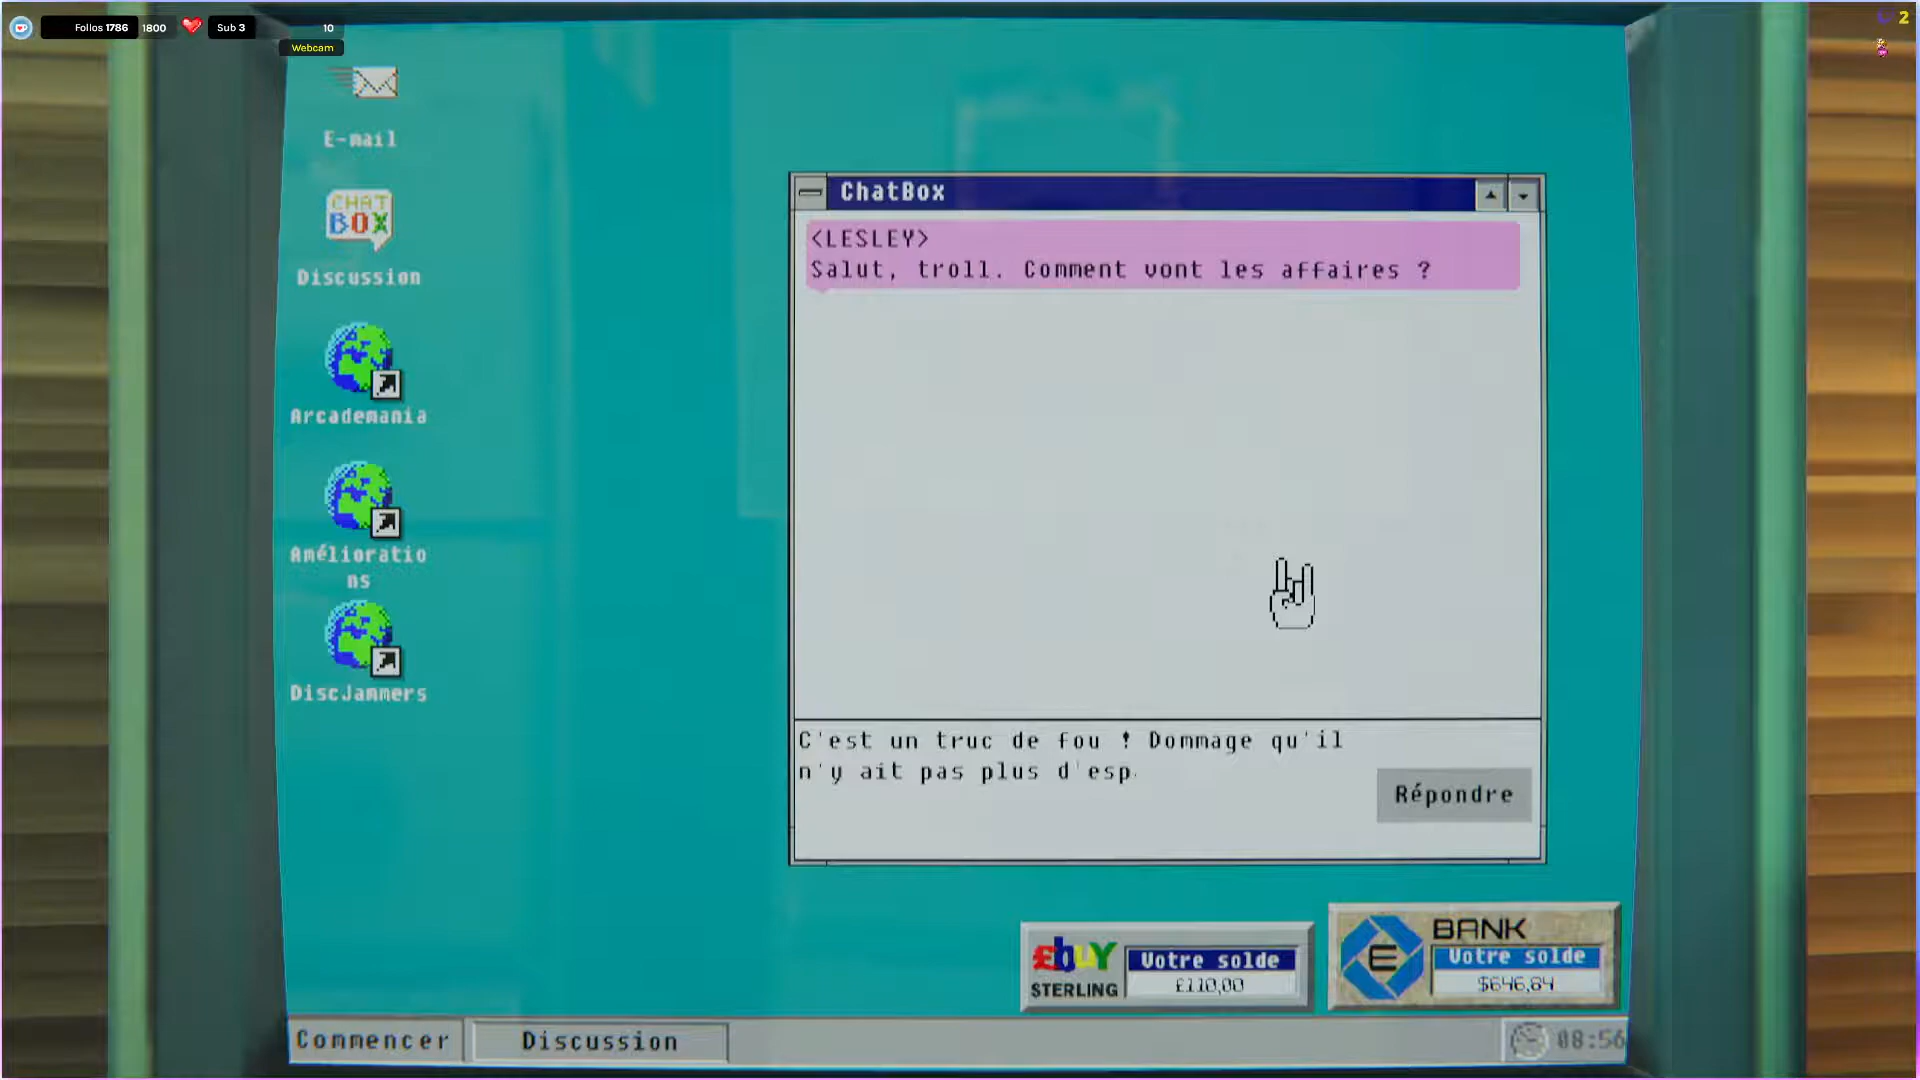 Follos 1786 1800 Sub 3 10
Webcam
2
E-mail
CHAT
BOX
Discussion
Arcademania
Amélioratio
ns
DiscJammers
ChatBox
<LESLEY>
Salut, troll. Comment vont les affaires ?
C'est un truc de fou ! Dommage qu'il
n'y ait pas plus d'esp
Répondre
£buY
STERLING
Votre solde
£110,00
E
BANK
Votre solde
$646,84
Commencer
Discussion
08:56